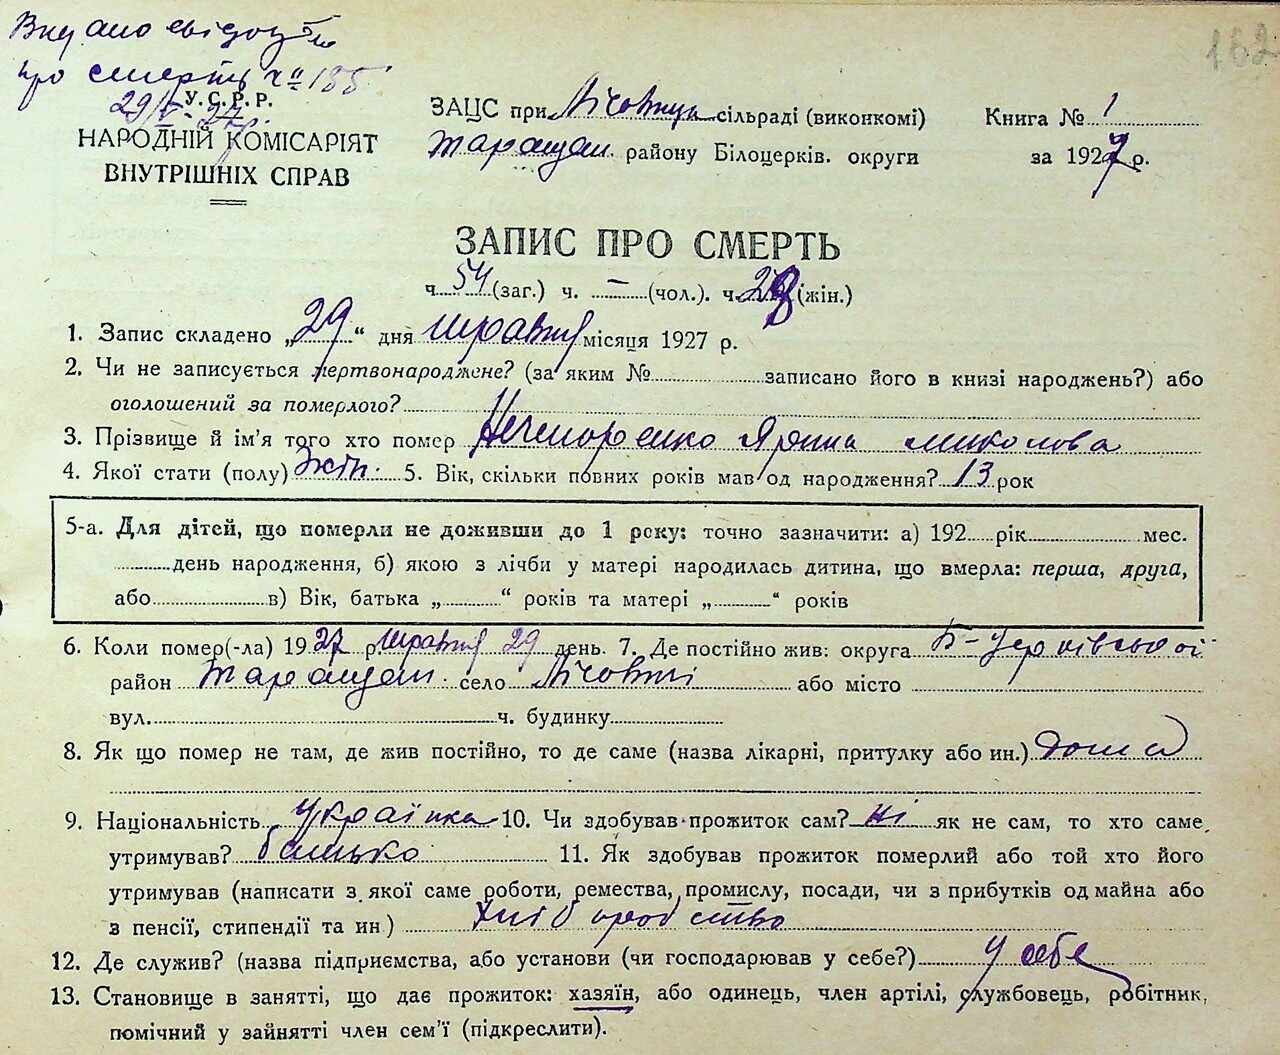 Видано свідоцтво
про смерть ч. 185
29/V-27р.
162
У.С.Р.Р.
НАРОДНІЙ КОМІСАРІЯТ
ВНУТРІШНІХ СПРАВ
ЗАЦС при Лісовицк. сільраді (виконкомі)
Таращан. району Білоцерків. округи
Книга № 1
за 1927 р.
ЗАПИС ПРО СМЕРТЬ
ч. 54 (заг.) ч. – (чол.). ч. 28 (жін.)
1. Запис складено „29“ дня травня місяця 1927 р.
2. Чи не записується мертвонароджене? (за яким № записано його в книзі народжень?) або
оголошений за померлого?
3. Прізвище й ім'я того хто помер Нечипоренко Ярина Миколова
4. Якої стати (полу) Жін. 5. Вік, скільки повних років мав од народження? 13 рок
5-а. Для дітей, що померли не доживши до 1 року: точно зазначити: а) 192 рік мес.
день народження, б) якою з лічби у матері народилась дитина, що вмерла: перша, друга,
або в) Вік, батька „ “ років та матері „ “ років
6. Коли помер(-ла) 1927 р. травня 29 день. 7. Де постійно жив: округа Б-Церківської
район Таращан. село Лісовичі або місто
вул. ч. будинку
8. Як що помер не там, де жив постійно, то де саме (назва лікарні, притулку або ин.) дома
9. Національність Українка 10. Чи здобував прожиток сам? Ні як не сам, то хто саме
утримував? батько 11. Як здобував прожиток померлий або той хто його
утримував (написати з якої саме роботи, ремества, промислу, посади, чи з прибутків од майна або
з пенсії, стипендії та ин.) хліборобство
12. Де служив? (назва підприємства, або установи (чи господарював у себе?) у себе
13. Становище в занятті, що дає прожиток: хазяїн, або одинець, член артілі, службовець, робітник,
помічний у зайнятті член сем'ї (підкреслити).